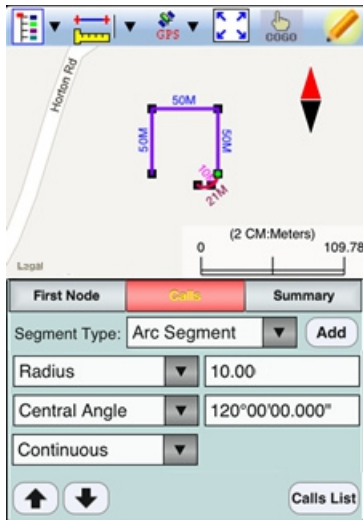 GPS
COGO
Horton Rd
50M
50M
50M
10M
21M
(2 CM:Meters)
0 109.78
Legal
First Node Calls Summary
Segment Type: Arc Segment Add
Radius 10.00
Central Angle 120°00'00.000"
Continuous
Calls List